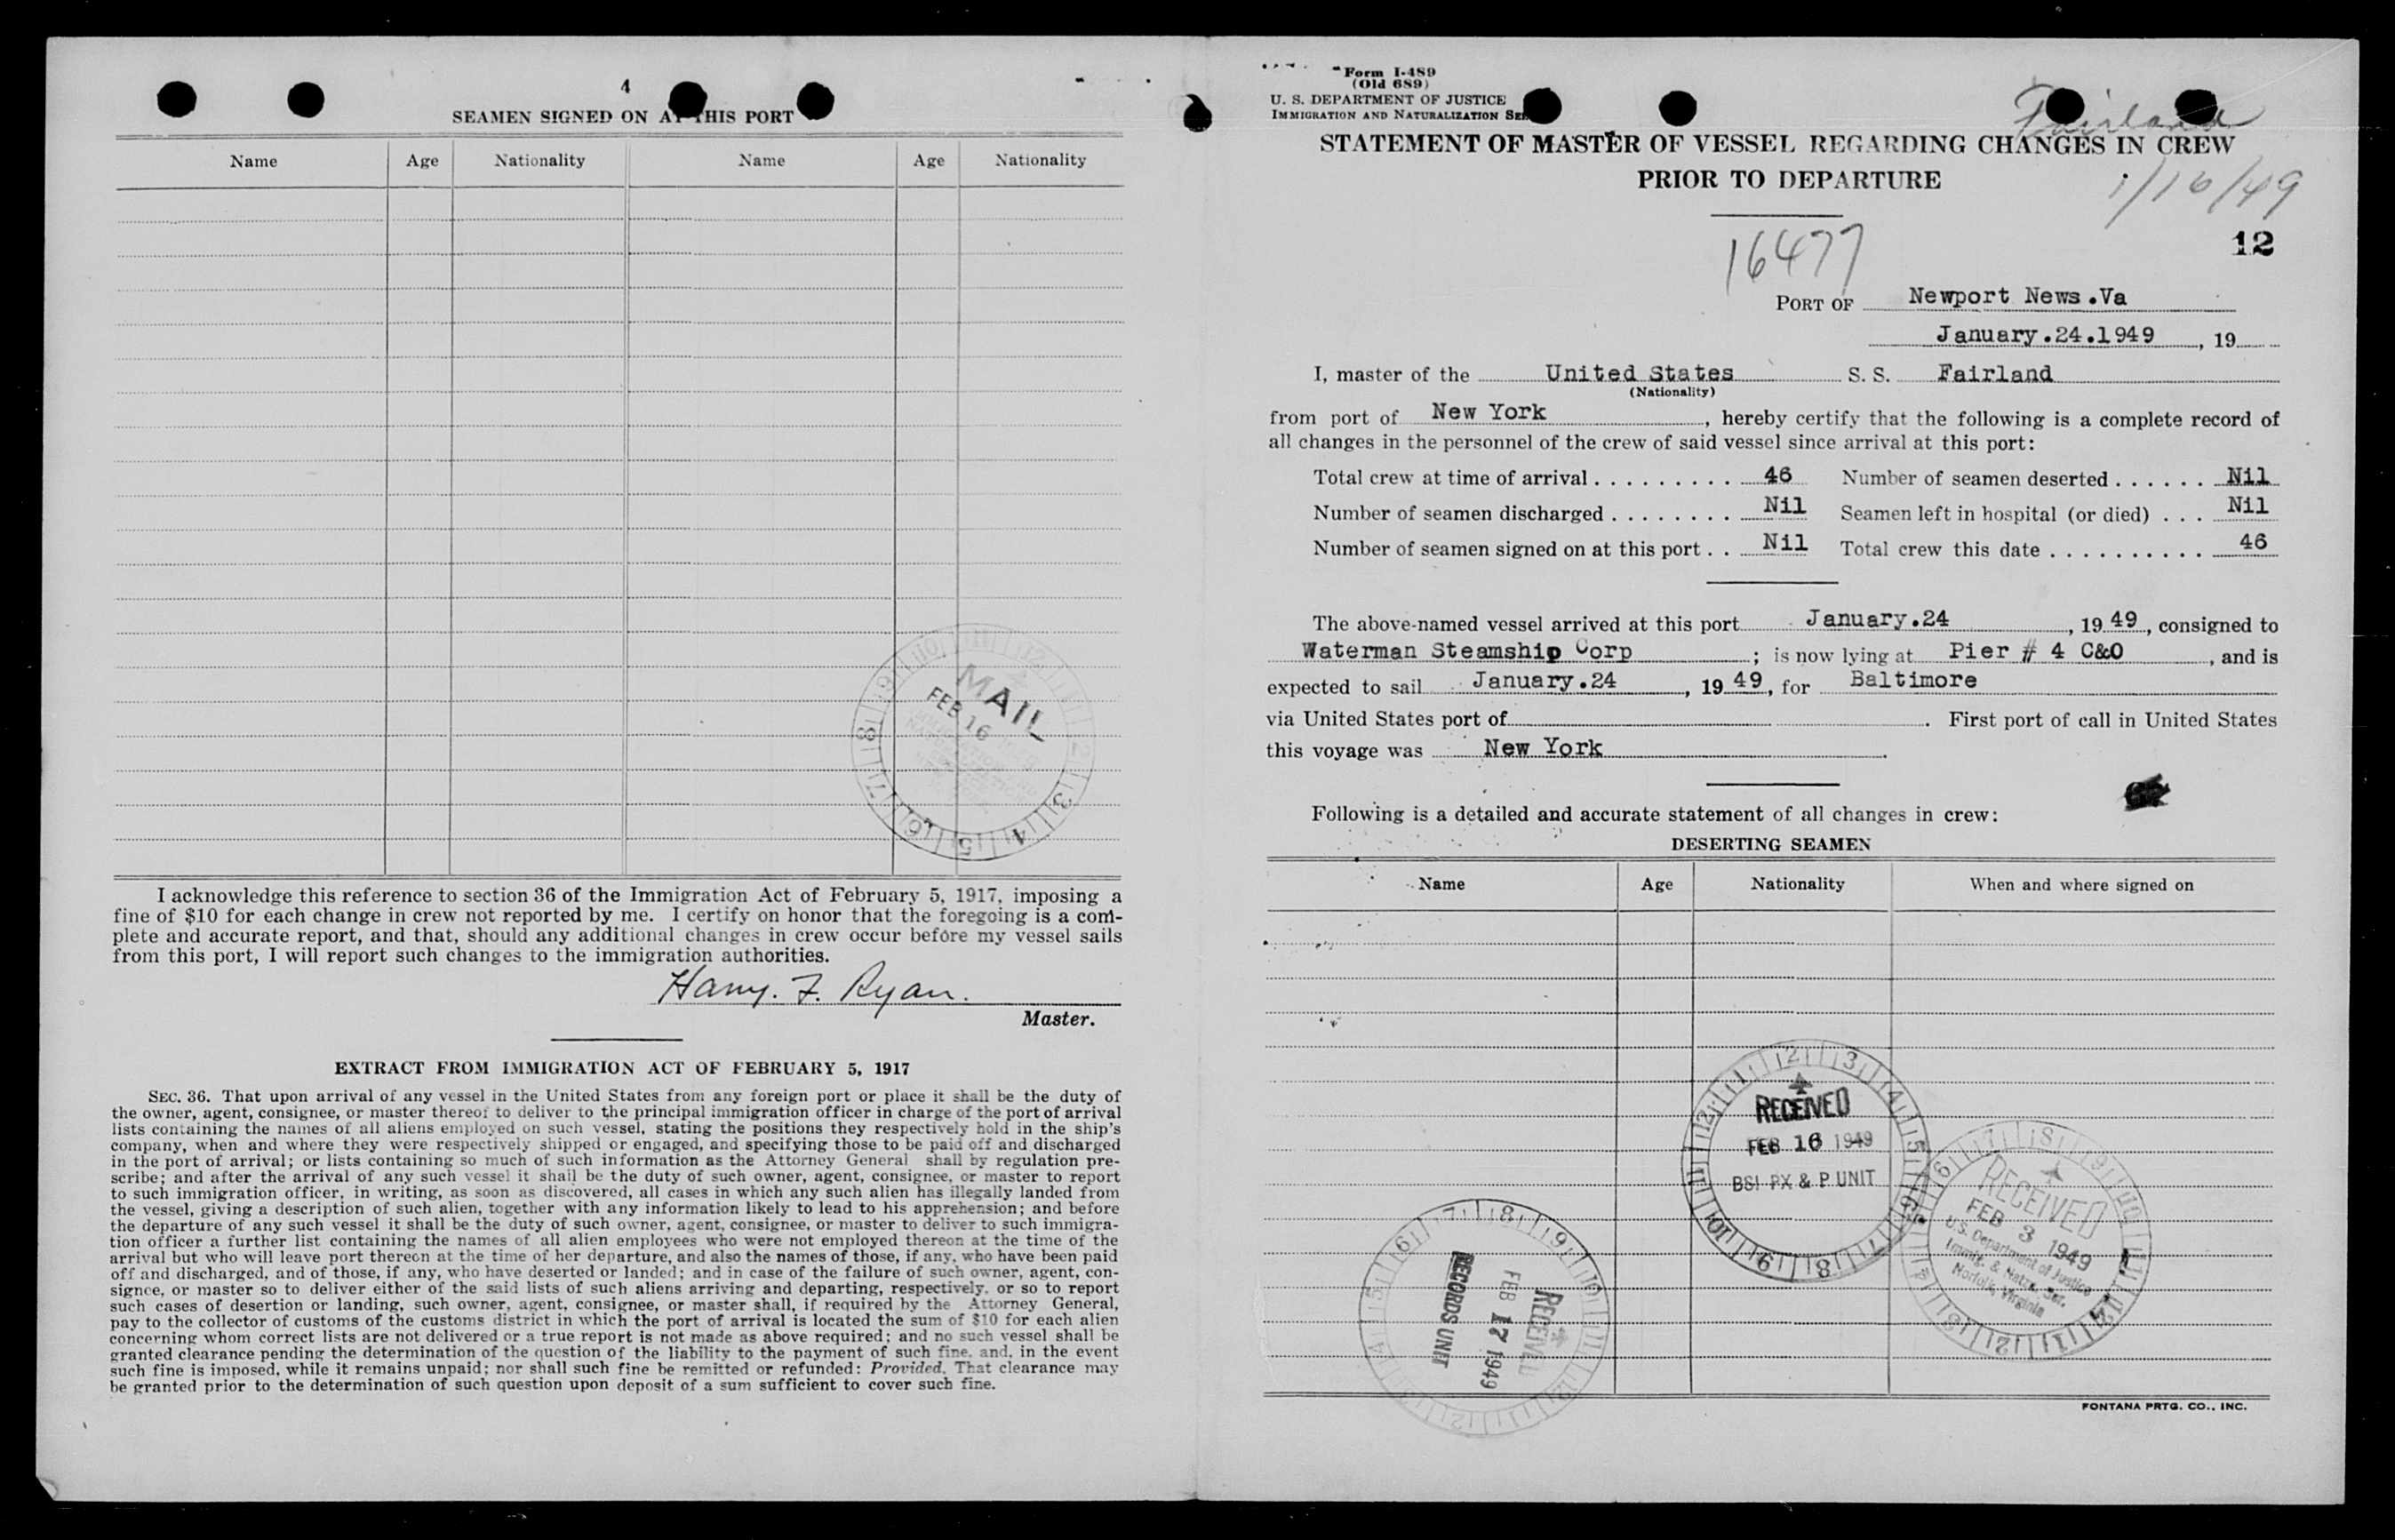 4
SEAMEN SIGNED ON AT THIS PORT
Name Age Nationality Name Age Nationality
MAIL
FEB 16
I acknowledge this reference to section 36 of the Immigration Act of February 5, 1917, imposing a
fine of $10 for each change in crew not reported by me. I certify on honor that the foregoing is a com-
plete and accurate report, and that, should any additional changes in crew occur before my vessel sails
from this port, I will report such changes to the immigration authorities.
Harry. F. Ryan.
Master.
EXTRACT FROM IMMIGRATION ACT OF FEBRUARY 5, 1917
SEC. 36. That upon arrival of any vessel in the United States from any foreign port or place it shall be the duty of
the owner, agent, consignee, or master thereof to deliver to the principal immigration officer in charge of the port of arrival
lists containing the names of all aliens employed on such vessel, stating the positions they respectively hold in the ship's
company, when and where they were respectively shipped or engaged, and specifying those to be paid off and discharged
in the port of arrival; or lists containing so much of such information as the Attorney General shall by regulation pre-
scribe; and after the arrival of any such vessel it shall be the duty of such owner, agent, consignee, or master to report
to such immigration officer, in writing, as soon as discovered, all cases in which any such alien has illegally landed from
the vessel, giving a description of such alien, together with any information likely to lead to his apprehension; and before
the departure of any such vessel it shall be the duty of such owner, agent, consignee, or master to deliver to such immigra-
tion officer a further list containing the names of all alien employees who were not employed thereon at the time of the
arrival but who will leave port thereon at the time of her departure, and also the names of those, if any, who have been paid
off and discharged, and of those, if any, who have deserted or landed; and in case of the failure of such owner, agent, con-
signee, or master so to deliver either of the said lists of such aliens arriving and departing, respectively, or so to report
such cases of desertion or landing, such owner, agent, consignee, or master shall, if required by the Attorney General,
pay to the collector of customs of the customs district in which the port of arrival is located the sum of $10 for each alien
concerning whom correct lists are not delivered or a true report is not made as above required; and no such vessel shall be
granted clearance pending the determination of the question of the liability to the payment of such fine, and, in the event
such fine is imposed, while it remains unpaid; nor shall such fine be remitted or refunded: Provided, That clearance may
be granted prior to the determination of such question upon deposit of a sum sufficient to cover such fine.
Form I-489
(Old 689)
U. S. DEPARTMENT OF JUSTICE
IMMIGRATION AND NATURALIZATION
Fairland
STATEMENT OF MASTER OF VESSEL REGARDING CHANGES IN CREW
PRIOR TO DEPARTURE
1/16/49
16477
12
PORT OF Newport News.Va
January.24.1949, 19
I, master of the United States S. S. Fairland
(Nationality)
from port of New York, hereby certify that the following is a complete record of
all changes in the personnel of the crew of said vessel since arrival at this port:
Total crew at time of arrival . . . . . . . . . 46 Number of seamen deserted . . . . . . Nil
Number of seamen discharged . . . . . . . . Nil Seamen left in hospital (or died) . . . Nil
Number of seamen signed on at this port . . Nil Total crew this date . . . . . . . . . . 46
The above-named vessel arrived at this port January.24, 1949, consigned to
Waterman Steamship Corp; is now lying at Pier # 4 C&O, and is
expected to sail January.24, 1949, for Baltimore
via United States port of. First port of call in United States
this voyage was New York.
Following is a detailed and accurate statement of all changes in crew:
DESERTING SEAMEN
Name Age Nationality When and where signed on
RECEIVED
FEB 16 1949
BSI PX & P UNIT
RECEIVED
FEB 3 1949
U.S. Department of Justice
Immig. & Natz. Ser.
Norfolk, Virginia
RECEIVED
FEB 17 1949
RECORDS UNIT
FONTANA PRTG. CO., INC.